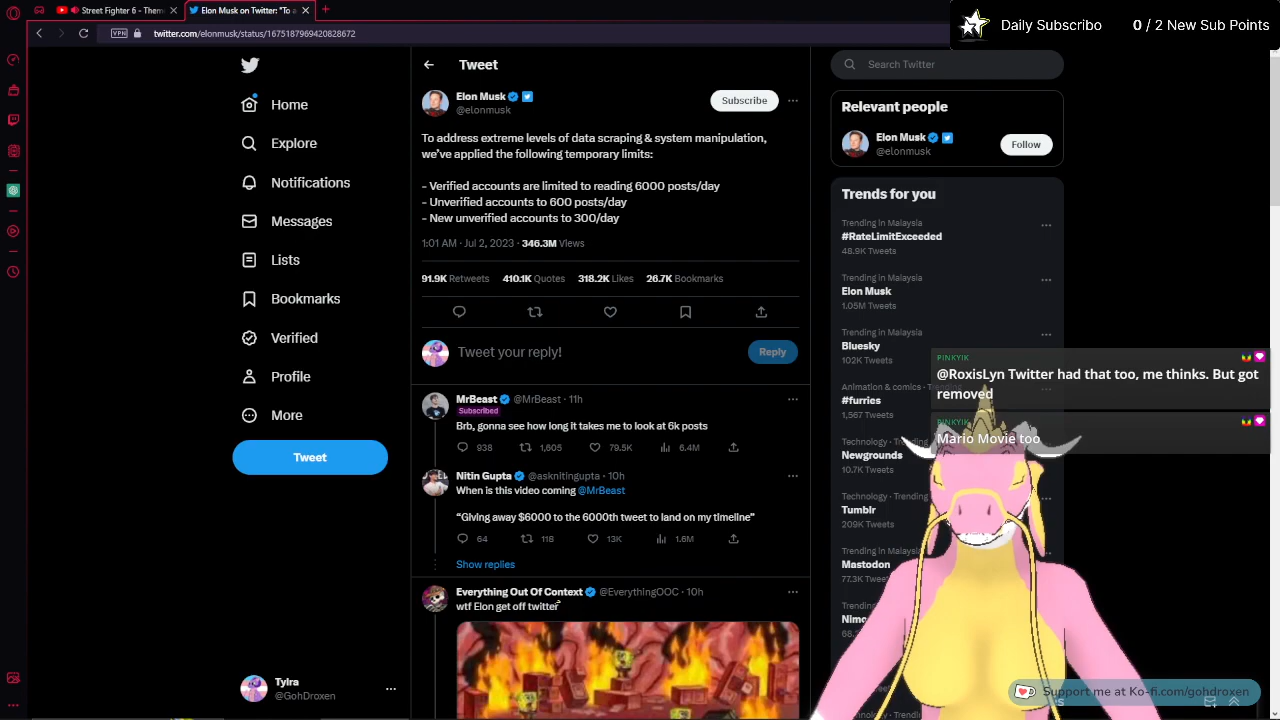 Street Fighter 6 - Them
Elon Musk on Twitter: "To a
Daily Subscribo
0 / 2 New Sub Points
VPN
twitter.com/elonmusk/status/1675187969420828672
Home
Explore
Notifications
Messages
Lists
Bookmarks
Verified
Profile
More
Tweet
Tylra
@GohDroxen
Tweet
Elon Musk
@elonmusk
Subscribe
To address extreme levels of data scraping & system manipulation,
we've applied the following temporary limits:
- Verified accounts are limited to reading 6000 posts/day
- Unverified accounts to 600 posts/day
- New unverified accounts to 300/day
1:01 AM · Jul 2, 2023 · 346.3M Views
91.9K Retweets 410.1K Quotes 318.2K Likes 26.7K Bookmarks
Tweet your reply!
Reply
MrBeast @MrBeast · 11h
Subscribed
Brb, gonna see how long it takes me to look at 6k posts
938 1,605 79.5K 6.4M
Nitin Gupta @asknitingupta · 10h
When is this video coming @MrBeast
“Giving away $6000 to the 6000th tweet to land on my timeline”
64 118 13K 1.6M
Show replies
Everything Out Of Context @EverythingOOC · 10h
wtf Elon get off twitter
Search Twitter
Relevant people
Elon Musk
@elonmusk
Follow
Trends for you
Trending in Malaysia
#RateLimitExceeded
48.9K Tweets
Trending in Malaysia
Elon Musk
1.05M Tweets
Trending in Malaysia
Bluesky
102K Tweets
Animation & comics · Trending
#furries
1,567 Tweets
Technology · Trending
Newgrounds
10.7K Tweets
Technology · Trending
Tumblr
209K Tweets
Trending in Malaysia
Mastodon
77.3K Tweets
PINKYIK
@RoxisLyn Twitter had that too, me thinks. But got
removed
PINKYIK
Mario Movie too
Support me at Ko-fi.com/gohdroxen